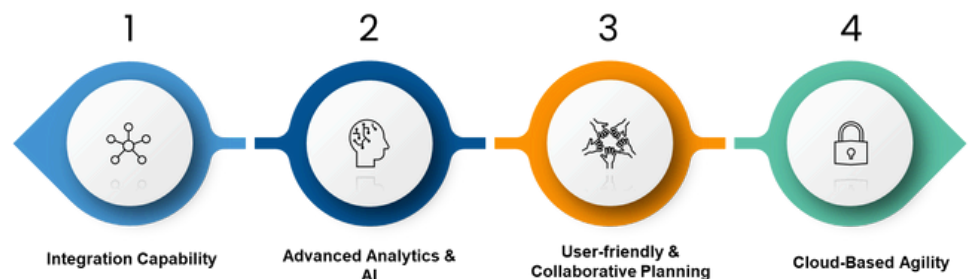 1
2
3
4
Integration Capability
Advanced Analytics &
AI
User-friendly &
Collaborative Planning
Cloud-Based Agility